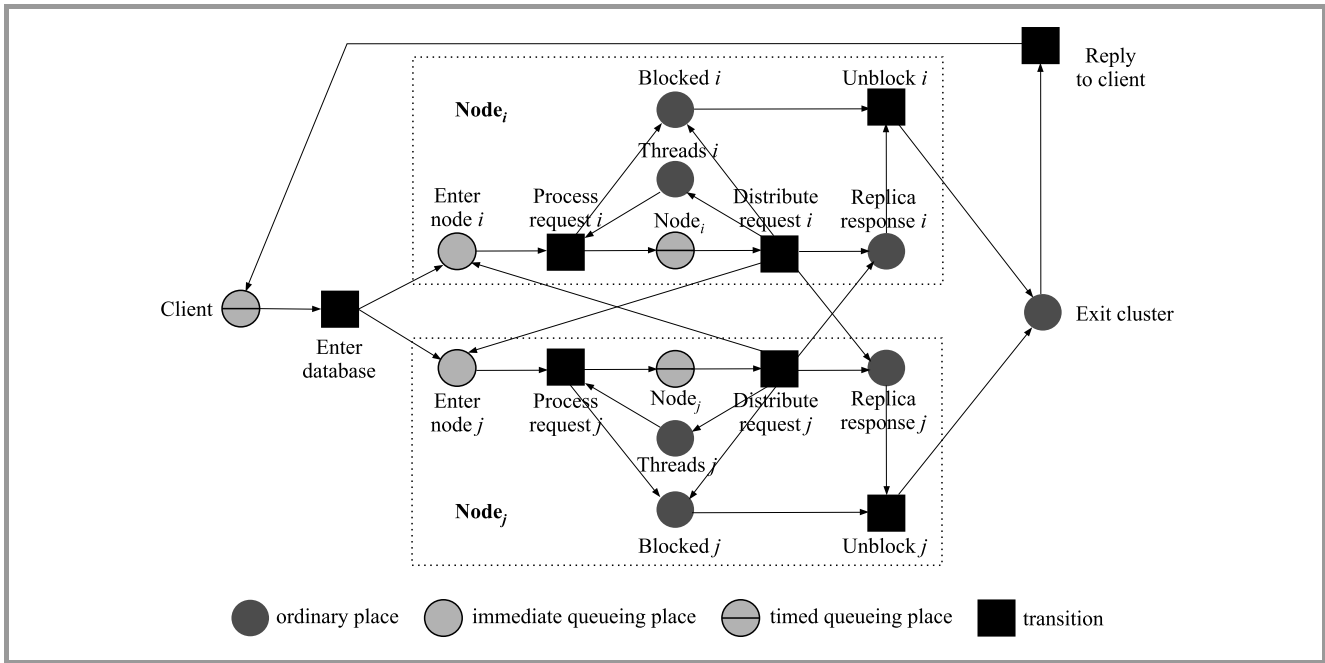 Reply
to client
Blocked i
Unblock i
Node_i
Threads i
Enter
node i
Process
request i
Node_i
Distribute
request i
Replica
response i
Client
Enter
database
Exit cluster
Enter
node j
Process
request j
Node_j
Distribute
request j
Replica
response j
Threads j
Node_j
Blocked j
Unblock j
ordinary place
immediate queueing place
timed queueing place
transition